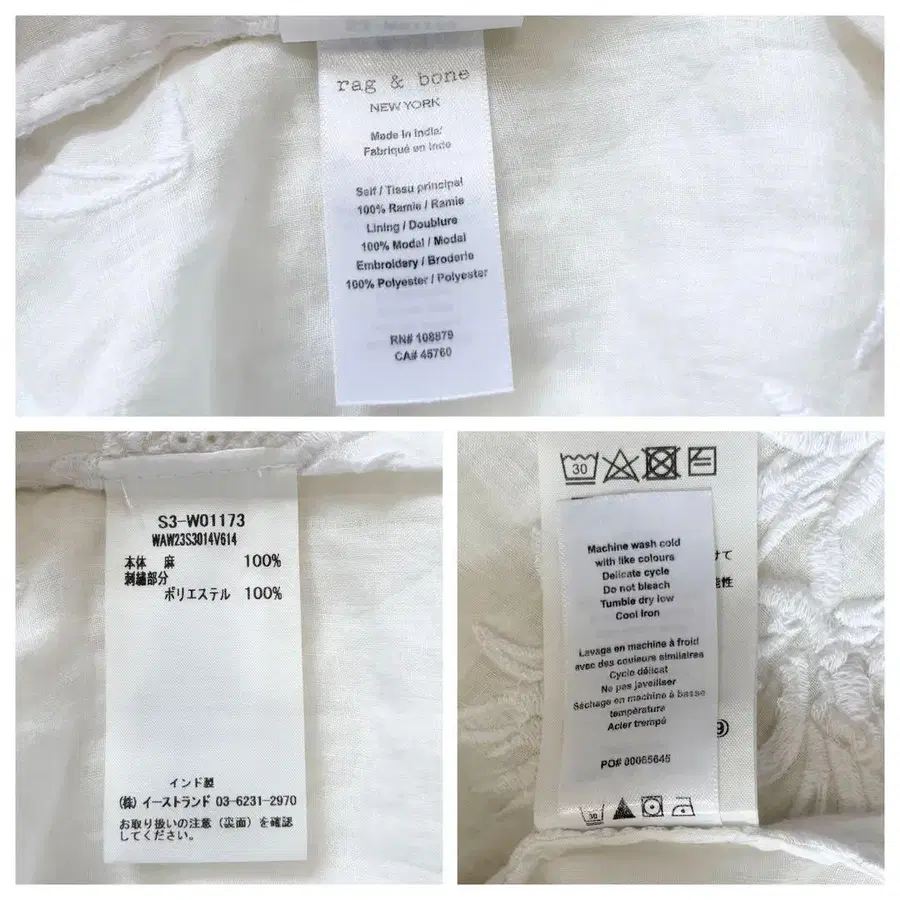 rag & bone
NEW YORK
Made in India/
Fabriqué en Inde
Self / Tissu principal
100% Ramie / Ramie
Lining / Doublure
100% Modal / Modal
Embroidery / Broderie
100% Polyester / Polyester
RN# 108879
CA# 45760
S3-W01173
WAW23S3014V614
本体 麻 100%
刺繍部分
ポリエステル 100%
インド製
(株) イーストランド 03-6231-2970
お取り扱いの注意 (裏面) を確認
してください。
30
Machine wash cold
with like colours
Delicate cycle
Do not bleach
Tumble dry low
Cool iron
Lavage en machine à froid
avec des couleurs similaires
Cycle délicat
Ne pas javelliser
Séchage en machine à basse
température
Acier trempé
PO# 00065645
30
けて
能性